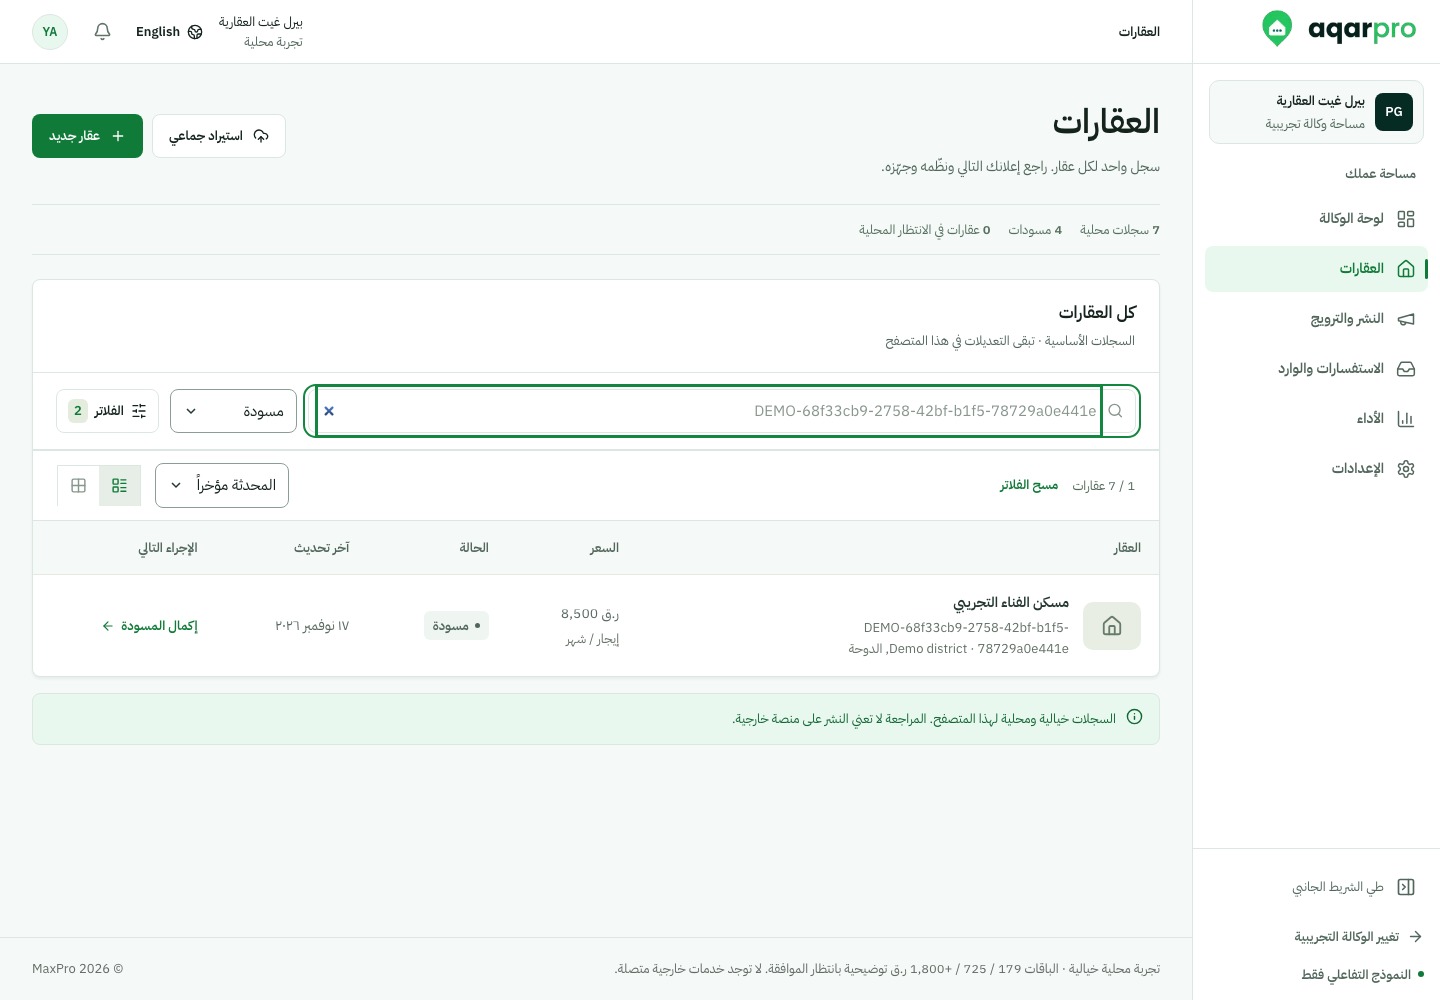 aqarpro
PG
بيرل غيت العقارية
مساحة وكالة تجريبية
مساحة عملك
لوحة الوكالة
العقارات
النشر والترويج
الاستفسارات والوارد
الأداء
الإعدادات
طي الشريط الجانبي
تغيير الوكالة التجريبية
النموذج التفاعلي فقط
العقارات
بيرل غيت العقارية
تجربة محلية
English
YA
العقارات
سجل واحد لكل عقار. راجع إعلانك التالي ونظّمه وجهّزه.
استيراد جماعي
عقار جديد
7 سجلات محلية
4 مسودات
0 عقارات في الانتظار المحلية
كل العقارات
السجلات الأساسية · تبقى التعديلات في هذا المتصفح
DEMO-68f33cb9-2758-42bf-b1f5-78729a0e441e
مسودة
الفلاتر
2
1 / 7 عقارات
مسح الفلاتر
المحدثة مؤخراً
العقار
السعر
الحالة
آخر تحديث
الإجراء التالي
مسكن الفناء التجريبي
DEMO-68f33cb9-2758-42bf-b1f5-
78729a0e441e · Demo district, الدوحة
ر.ق 8,500
إيجار / شهر
مسودة
١٧ نوفمبر ٢٠٢٦
إكمال المسودة
السجلات خيالية ومحلية لهذا المتصفح. المراجعة لا تعني النشر على منصة خارجية.
تجربة محلية خيالية · الباقات 179 / 725 / +1,800 ر.ق توضيحية بانتظار الموافقة. لا توجد خدمات خارجية متصلة.
© 2026 MaxPro